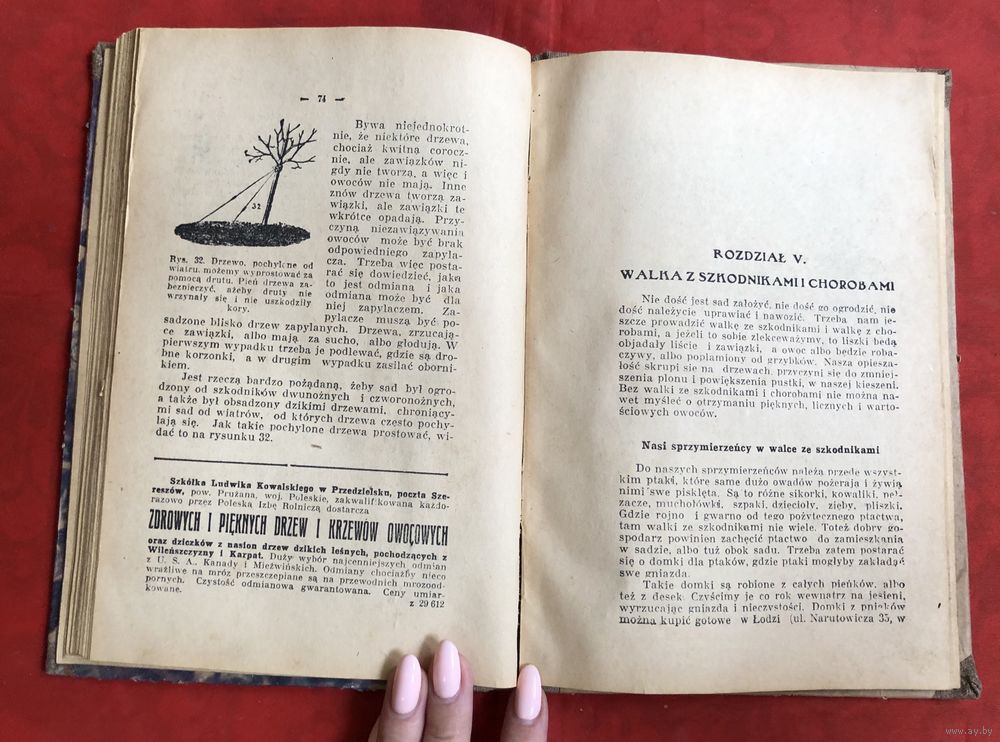 — 74 —
32
Rys. 32. Drzewo, pochylone od
wiatru, możemy wyprostować za
pomocą drutu. Pień drzewa za-
bezpieczyć, ażeby druty nie
wrzynały się i nie uszkodziły
kory.
Bywa niejednokrot-
nie, że niektóre drzewa,
chociaż kwitną corocz-
nie, ale zawiązków ni-
gdy nie tworzą, a więc i
owoców nie mają. Inne
znów drzewa tworzą za-
wiązki, ale zawiązki te
wkrótce opadają. Przy-
czyną niezawiązywania
owoców może być brak
odpowiedniego zapyla-
cza. Trzeba więc posta-
rać się dowiedzieć, jaka
to jest odmiana i jaka
odmiana może być dla
niej zapylaczem. Za-
pylacze muszą być po-
sadzone blisko drzew zapylanych. Drzewa, zrzucają-
ce zawiązki, albo mają za sucho, albo głodują. W
pierwszym wypadku trzeba je podlewać, gdzie są dro-
bne korzonki, a w drugim wypadku zasilać oborni-
kiem.
Jest rzeczą bardzo pożądaną, żeby sad był ogro-
dzony od szkodników dwunożnych i czworonożnych,
a także był obsadzony dzikimi drzewami, chroniący-
mi sad od wiatrów, od których drzewa często pochy-
lają się. Jak takie pochylone drzewa prostować, wi-
dać to na rysunku 32.
Szkółka Ludwika Kowalskiego w Przedzielsku, poczta Sze-
reszów, pow. Prużana, woj. Poleskie, zakwalifikowana każdo-
razowo przez Poleską Izbę Rolniczą dostarcza
ZDROWYCH I PIĘKNYCH DRZEW I KRZEWÓW OWOCOWYCH
oraz dziczków z nasion drzew dzikich leśnych, pochodzących z
Wileńszczyzny i Karpat. Duży wybór najcenniejszych odmian
z U. S. A., Kanady i Mieżwińskich. Odmiany chociażby nieco
wrażliwe na mróz przeszczepiane są na przewodnich mrozood-
pornych. Czystość odmianowa gwarantowana. Ceny umiar-
kowane.
z 29 612
ROZDZIAŁ V.
WALKA Z SZKODNIKAMI I CHOROBAMI
Nie dość jest sad założyć, nie dość go ogrodzić, nie
dość należycie uprawiać i nawozić. Trzeba nam je-
szcze prowadzić walkę ze szkodnikami i walkę z cho-
robami, a jeżeli to sobie zlekceważymy, to liszki będą
objadały liście i zawiązki, a owoc albo będzie roba-
czywy, albo poplamiony od grzybków. Nasza opiesza-
łość skrupi się na drzewach, przyczyni się do zmniej-
szenia plonu i powiększenia pustki, w naszej kieszeni.
Bez walki ze szkodnikami i chorobami nie można na-
wet myśleć o otrzymaniu pięknych, licznych i warto-
ściowych owoców.
Nasi sprzymierzeńcy w walce ze szkodnikami
Do naszych sprzymierzeńców należą przede wszyst-
kim ptaki, które same dużo owadów pożerają i żywią
nimi swe pisklęta. Są to różne sikorki, kowaliki, peł-
zacze, muchołówki, szpaki, dzięcioły, zięby, pliszki.
Gdzie rojno i gwarno od tego pożytecznego ptactwa,
tam walki ze szkodnikami nie wiele. Toteż dobry go-
spodarz powinien zachęcić ptactwo do zamieszkania
w sadzie, albo tuż obok sadu. Trzeba zatem postarać
się o domki dla ptaków, gdzie ptaki mogłyby zakładać
swe gniazda.
Takie domki są robione z całych pieńków, albo
też z desek. Czyścimy je co rok wewnątrz na jesieni,
wyrzucając gniazda i nieczystości. Domki z pniaków
można kupić gotowe w Łodzi (ul. Narutowicza 35, w
www.ay.by